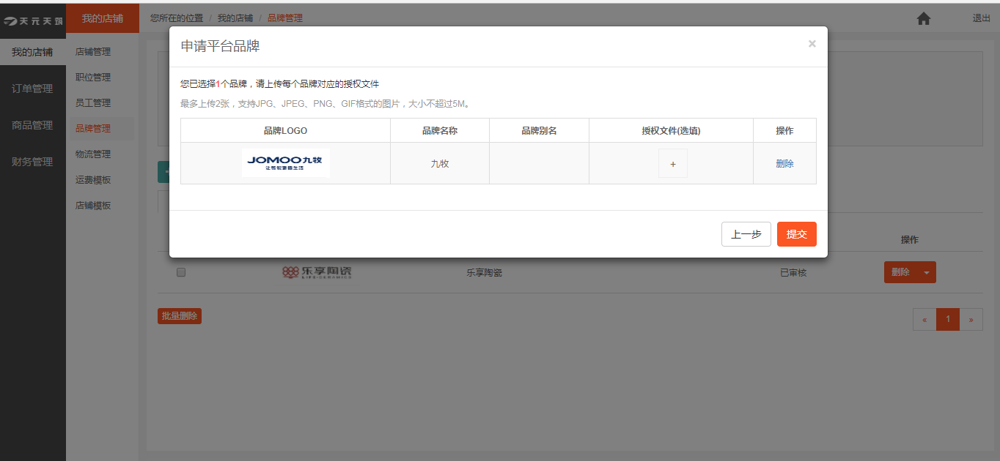 天元天筑
我的店铺
您所在的位置 / 我的店铺 / 品牌管理
退出
我的店铺
订单管理
商品管理
财务管理
店铺管理
职位管理
员工管理
品牌管理
物流管理
运费模板
店铺模板
申请平台品牌
×
您已选择1个品牌，请上传每个品牌对应的授权文件
最多上传2张，支持JPG、JPEG、PNG、GIF格式的图片，大小不超过5M。
品牌LOGO 品牌名称 品牌别名 授权文件(选填) 操作
JOMOO九牧
九牧 + 删除
上一步 提交
操作
乐享陶瓷
乐享陶瓷 已审核 删除
批量删除
« 1 »